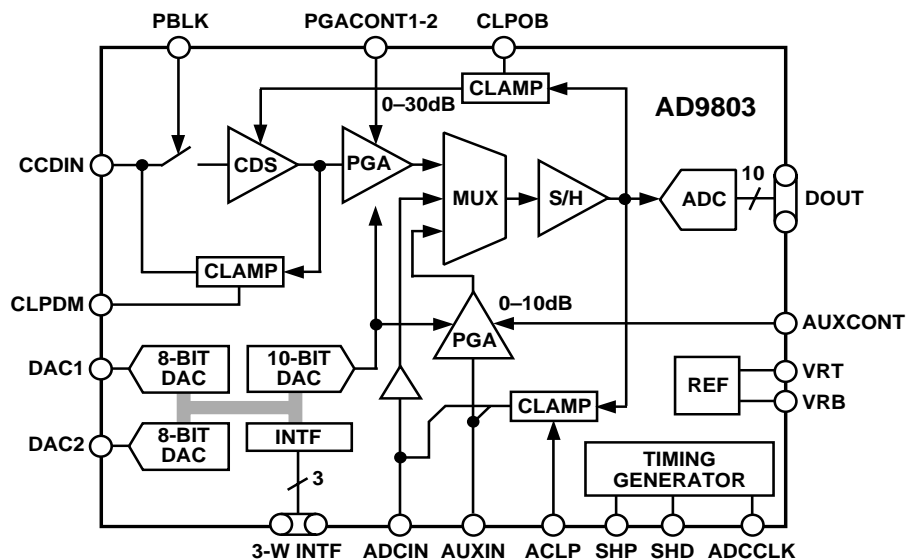 PBLK
PGACONT1-2
CLPOB
CLAMP
0–30dB
AD9803
CCDIN
CDS
PGA
MUX
S/H
ADC
10
DOUT
CLAMP
CLPDM
0–10dB
PGA
AUXCONT
DAC1
8-BIT
DAC
10-BIT
DAC
REF
VRT
VRB
CLAMP
DAC2
8-BIT
DAC
INTF
3
TIMING
GENERATOR
3-W INTF
ADCIN
AUXIN
ACLP
SHP
SHD
ADCCLK